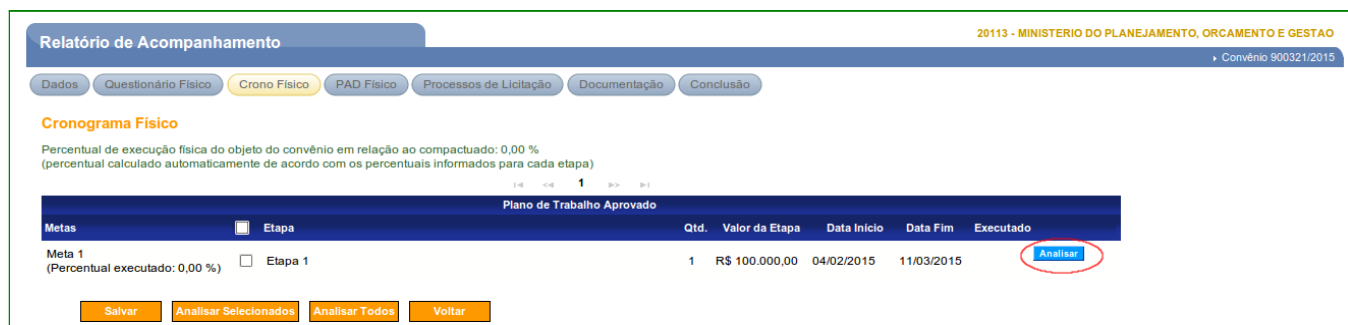 20113 - MINISTERIO DO PLANEJAMENTO, ORCAMENTO E GESTAO
Relatório de Acompanhamento
Convênio 900321/2015
Dados Questionário Físico Crono Físico PAD Físico Processos de Licitação Documentação Conclusão
Cronograma Físico
Percentual de execução física do objeto do convênio em relação ao compactuado: 0,00 %
(percentual calculado automaticamente de acordo com os percentuais informados para cada etapa)
1
Plano de Trabalho Aprovado
Metas Etapa Qtd. Valor da Etapa Data Início Data Fim Executado
Meta 1
(Percentual executado: 0,00 %) Etapa 1 1 R$ 100.000,00 04/02/2015 11/03/2015 Analisar
Salvar Analisar Selecionados Analisar Todos Voltar